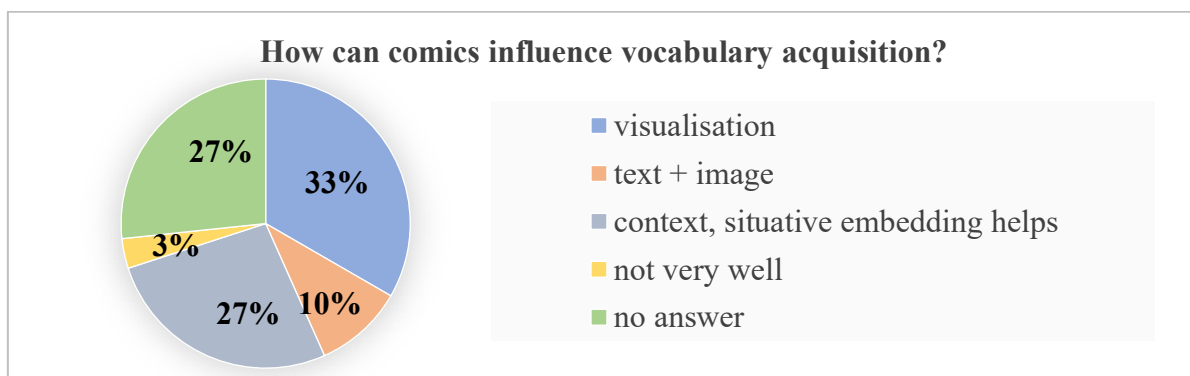 How can comics influence vocabulary acquisition?
27%
33%
3%
27%
10%
visualisation
text + image
context, situative embedding helps
not very well
no answer